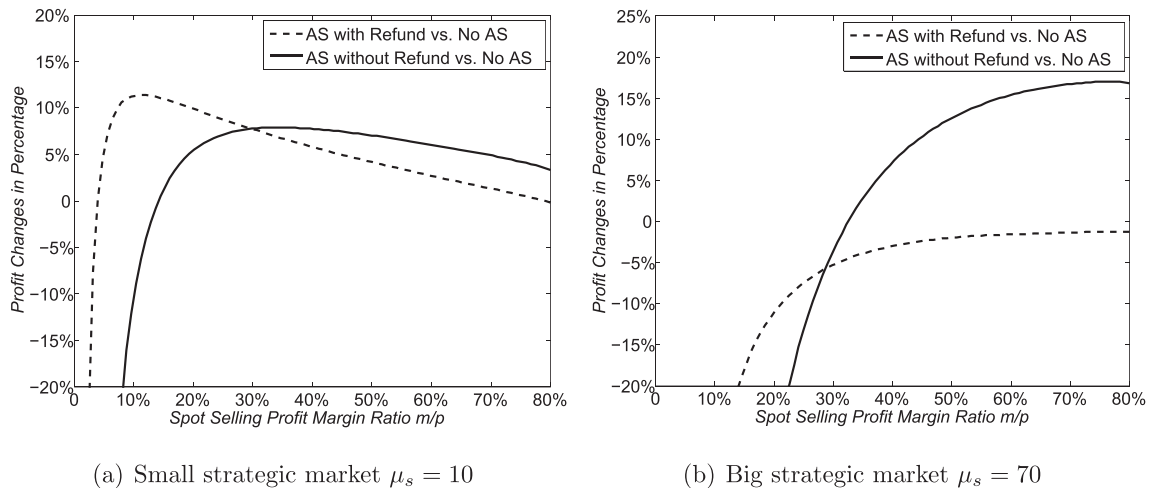 20%
15%
10%
5%
0
−5%
−10%
−15%
−20%
Profit Changes in Percentage
AS with Refund vs. No AS
AS without Refund vs. No AS
0 10% 20% 30% 40% 50% 60% 70% 80%
Spot Selling Profit Margin Ratio m/p
(a) Small strategic market μs = 10
25%
20%
15%
10%
5%
0
−5%
−10%
−15%
−20%
Profit Changes in Percentage
AS with Refund vs. No AS
AS without Refund vs. No AS
0 10% 20% 30% 40% 50% 60% 70% 80%
Spot Selling Profit Margin Ratio m/p
(b) Big strategic market μs = 70